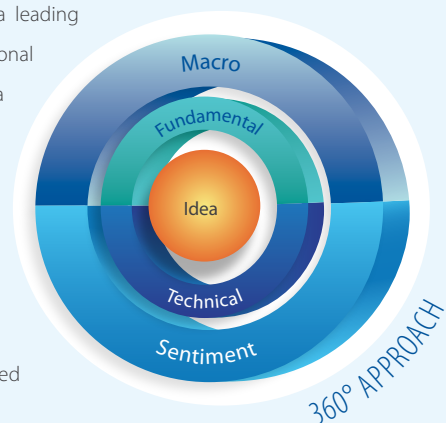 a leading
onal
a
Macro
Fundamental
Idea
Technical
Sentiment
ed
360° APPROACH